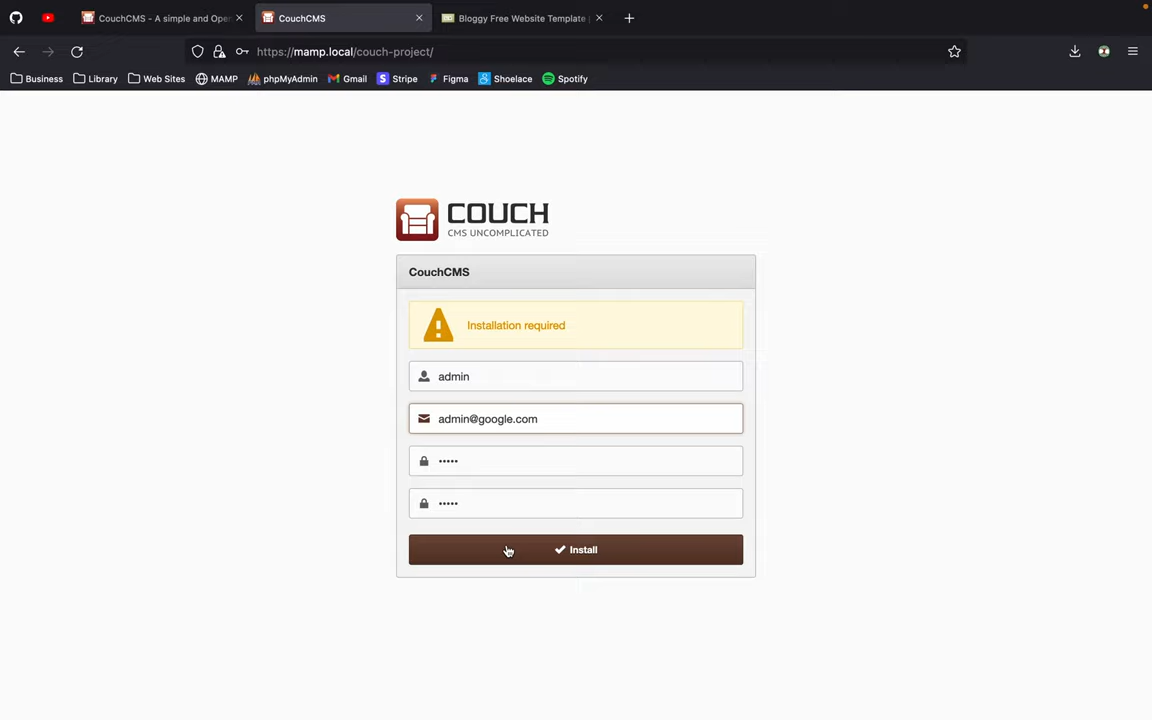 CouchCMS - A simple and Open
CouchCMS
Bloggy Free Website Template |
https://mamp.local/couch-project/
Business
Library
Web Sites
MAMP
phpMyAdmin
Gmail
Stripe
Figma
Shoelace
Spotify
COUCH
CMS UNCOMPLICATED
CouchCMS
Installation required
admin
admin@google.com
•••••
•••••
Install